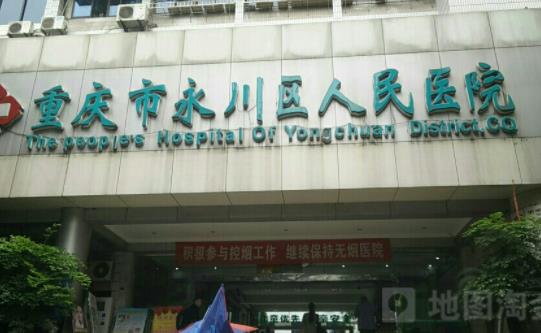 重庆市永川区人民医院
The people's Hospital Of Yongchuan District.CQ
积极参与控烟工作 继续保持无烟医院
地图淘